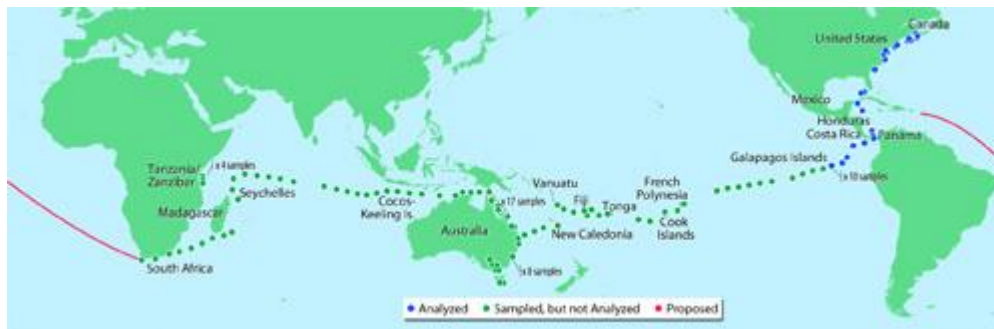 Canada
United States
Mexico
Honduras
Costa Rica
Panama
Galapagos Islands
x 10 samples
French
Polynesia
Cook
Islands
Vanuatu
Fiji
Tonga
New Caledonia
x 17 samples
Australia
Cocos-
Keeling Is.
x 4 samples
Tanzania/
Zanzibar
Seychelles
Madagascar
South Africa
Analyzed
Sampled, but not Analyzed
Proposed